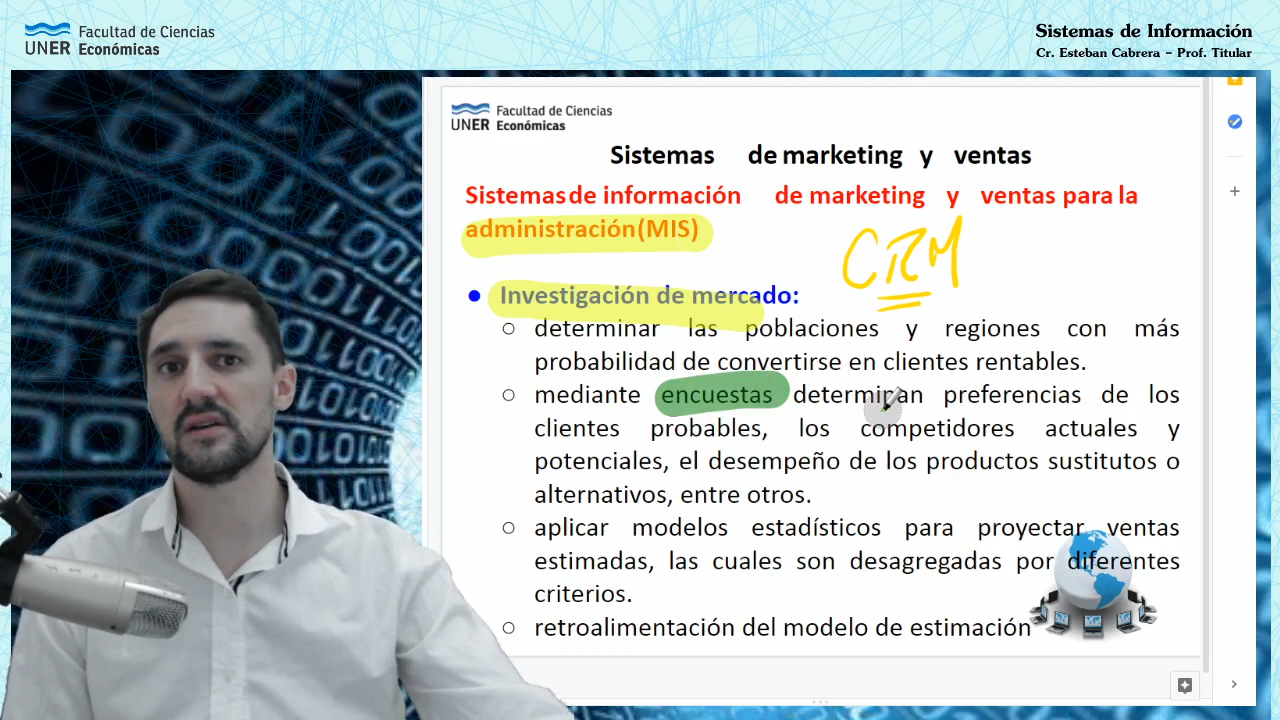 UNER Facultad de Ciencias Económicas
Sistemas de Información
Cr. Esteban Cabrera – Prof. Titular
UNER Facultad de Ciencias Económicas
Sistemas de marketing y ventas
Sistemas de información de marketing y ventas para la
administración(MIS)
CRM
● Investigación de mercado:
○ determinar las poblaciones y regiones con más
probabilidad de convertirse en clientes rentables.
○ mediante encuestas determinan preferencias de los
clientes probables, los competidores actuales y
potenciales, el desempeño de los productos sustitutos o
alternativos, entre otros.
○ aplicar modelos estadísticos para proyectar ventas
estimadas, las cuales son desagregadas por diferentes
criterios.
○ retroalimentación del modelo de estimación